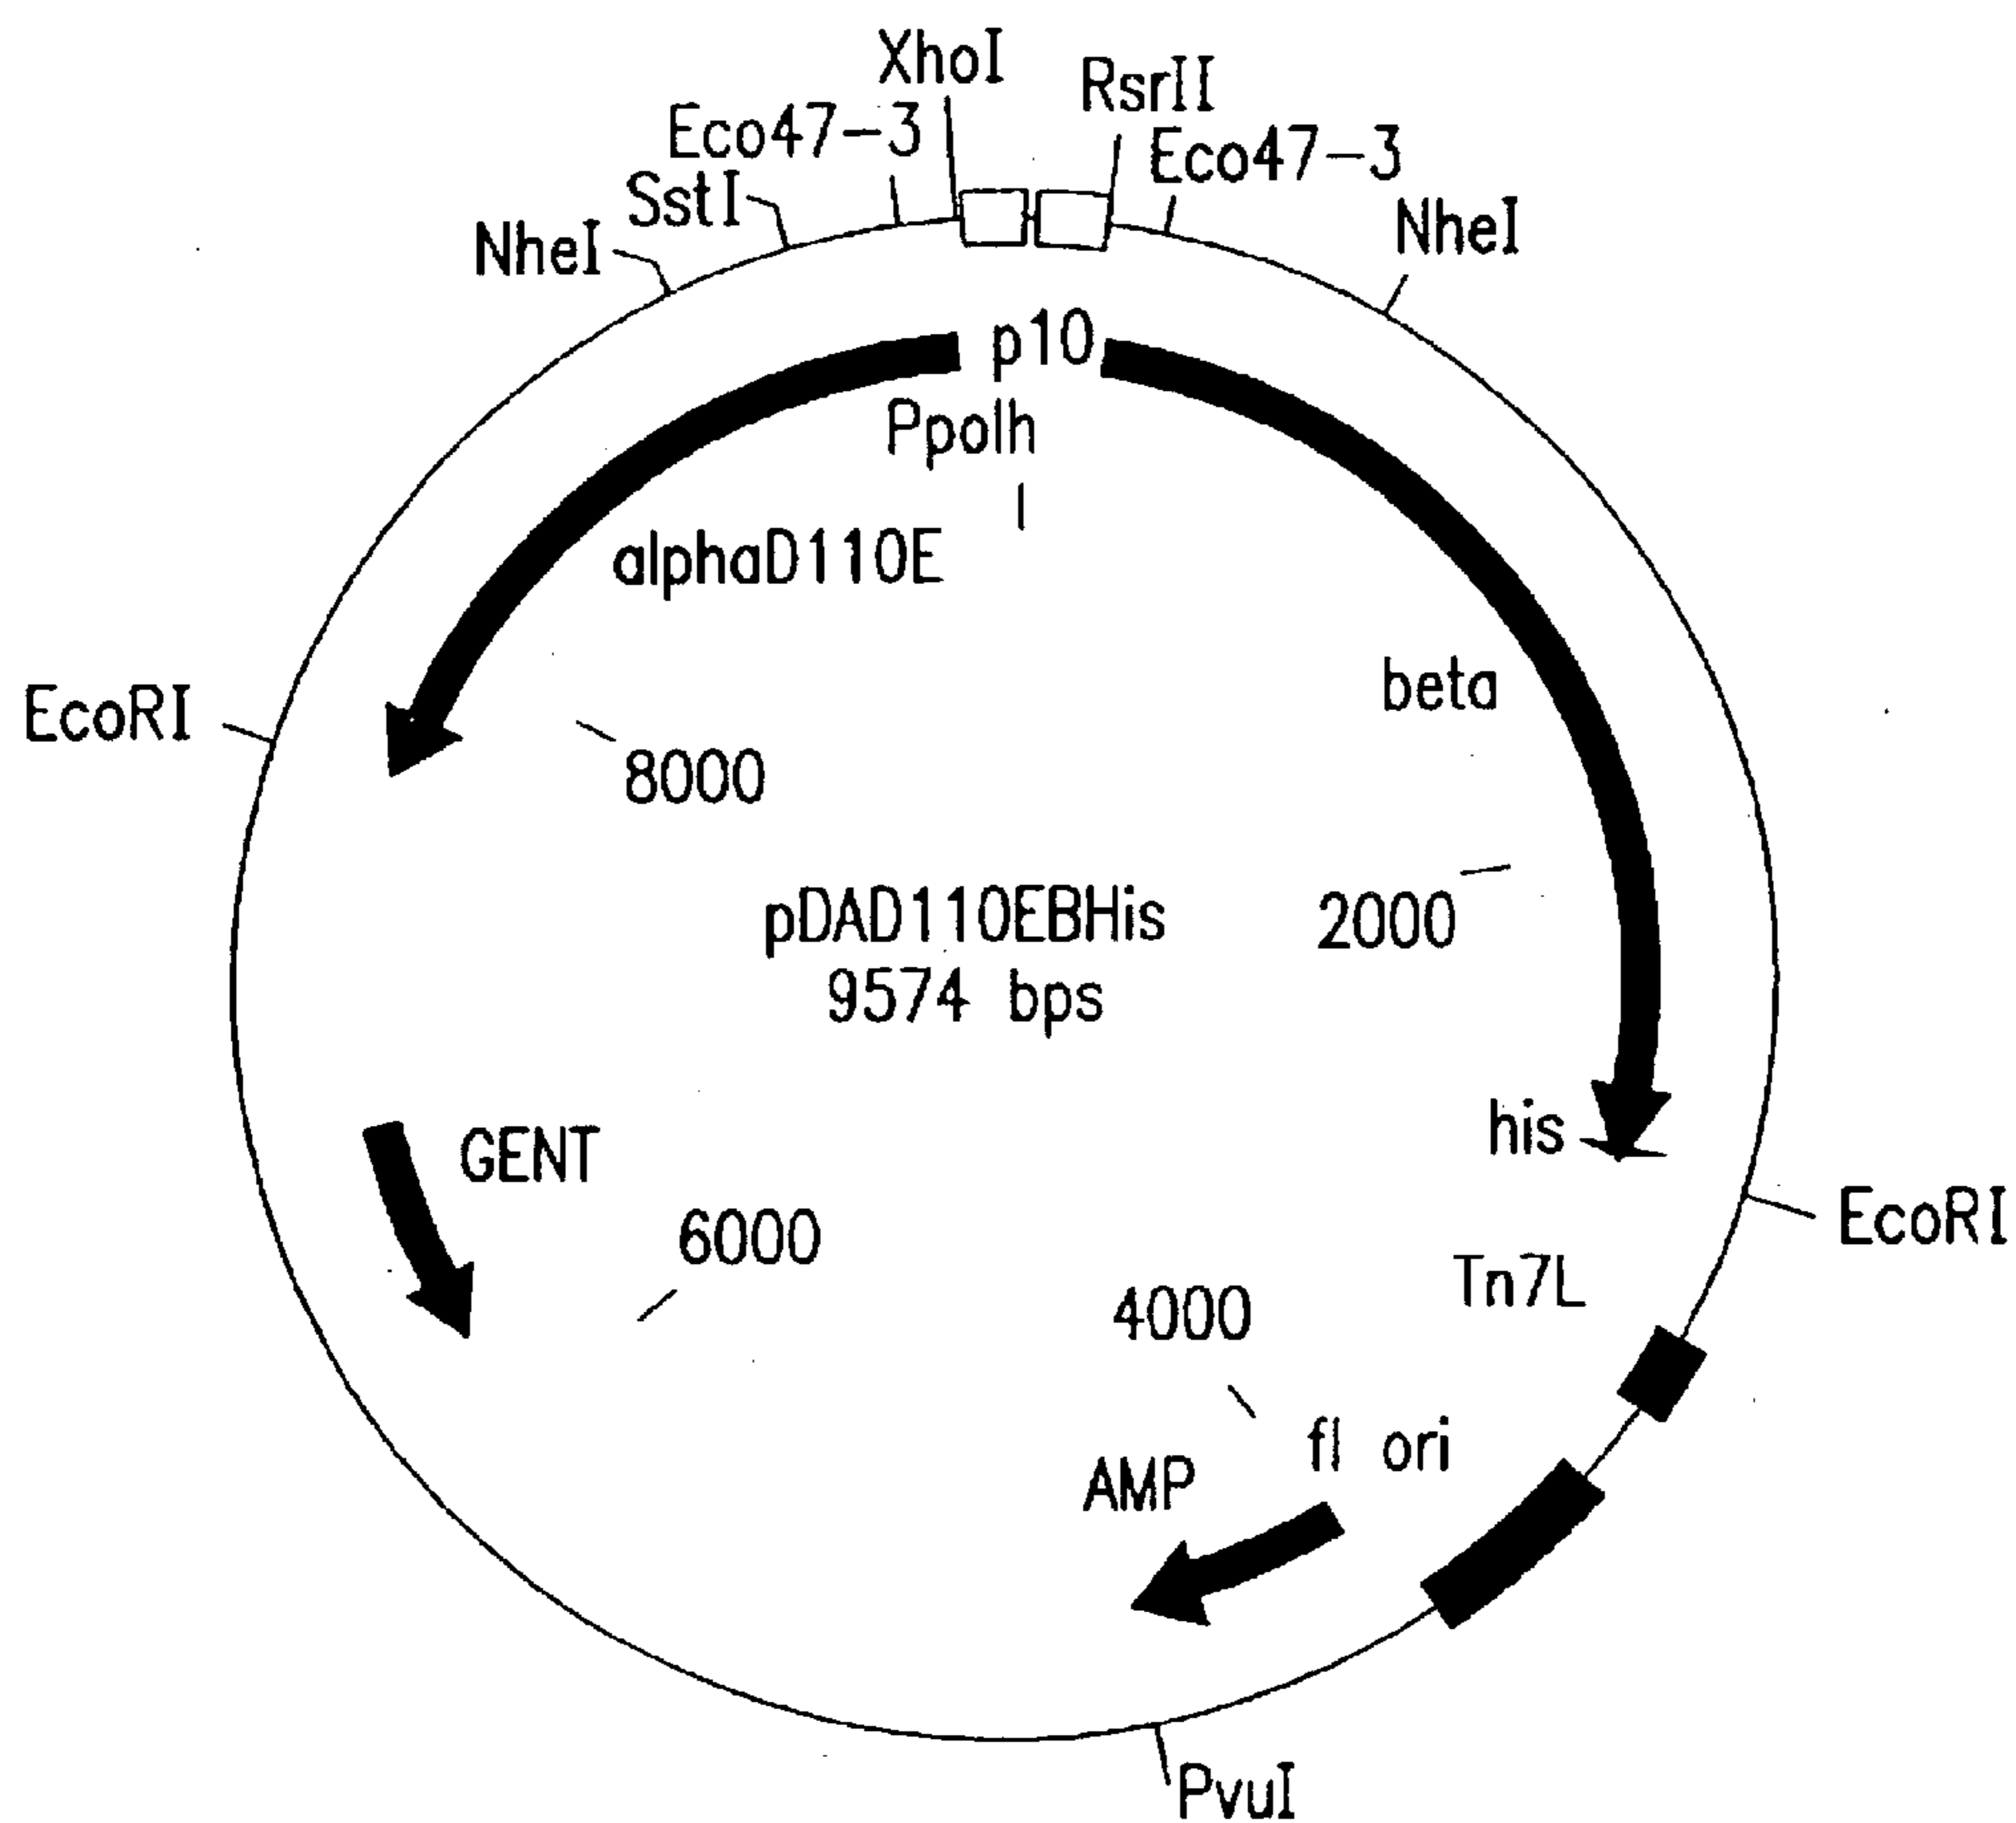 XhoI
RsrII
Eco47-3
Eco47-3
SstI
NheI
NheI
p10
Ppolh
alphaD110E
beta
EcoRI
8000
pDAD110EBHis
9574 bps
2000
his
GENT
EcoRI
6000
Tn7L
4000
fl ori
AMP
PvuI